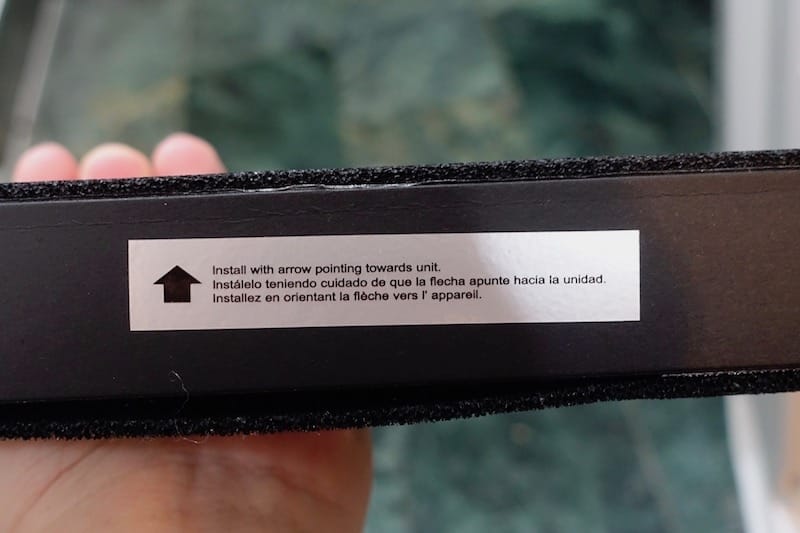 Install with arrow pointing towards unit.
Instálelo teniendo cuidado de que la flecha apunte hacia la unidad.
Installez en orientant la flèche vers l' appareil.